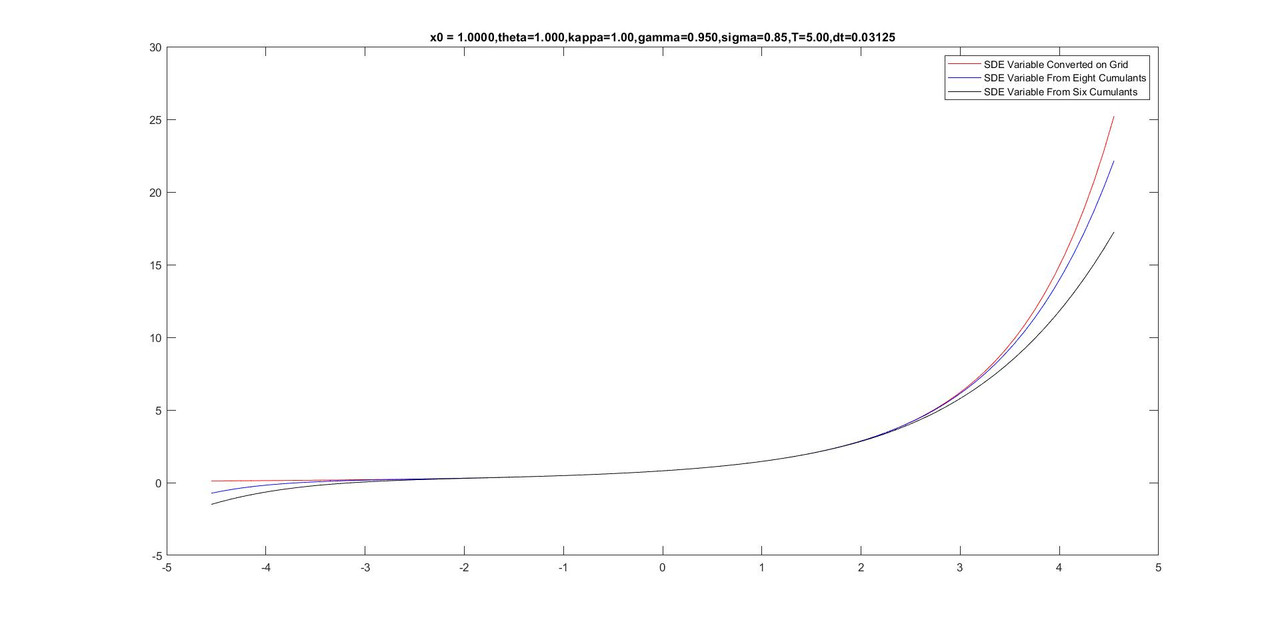 x0 = 1.0000,theta=1.000,kappa=1.00,gamma=0.950,sigma=0.85,T=5.00,dt=0.03125
SDE Variable Converted on Grid
SDE Variable From Eight Cumulants
SDE Variable From Six Cumulants
30
25
20
15
10
5
0
-5
-5 -4 -3 -2 -1 0 1 2 3 4 5